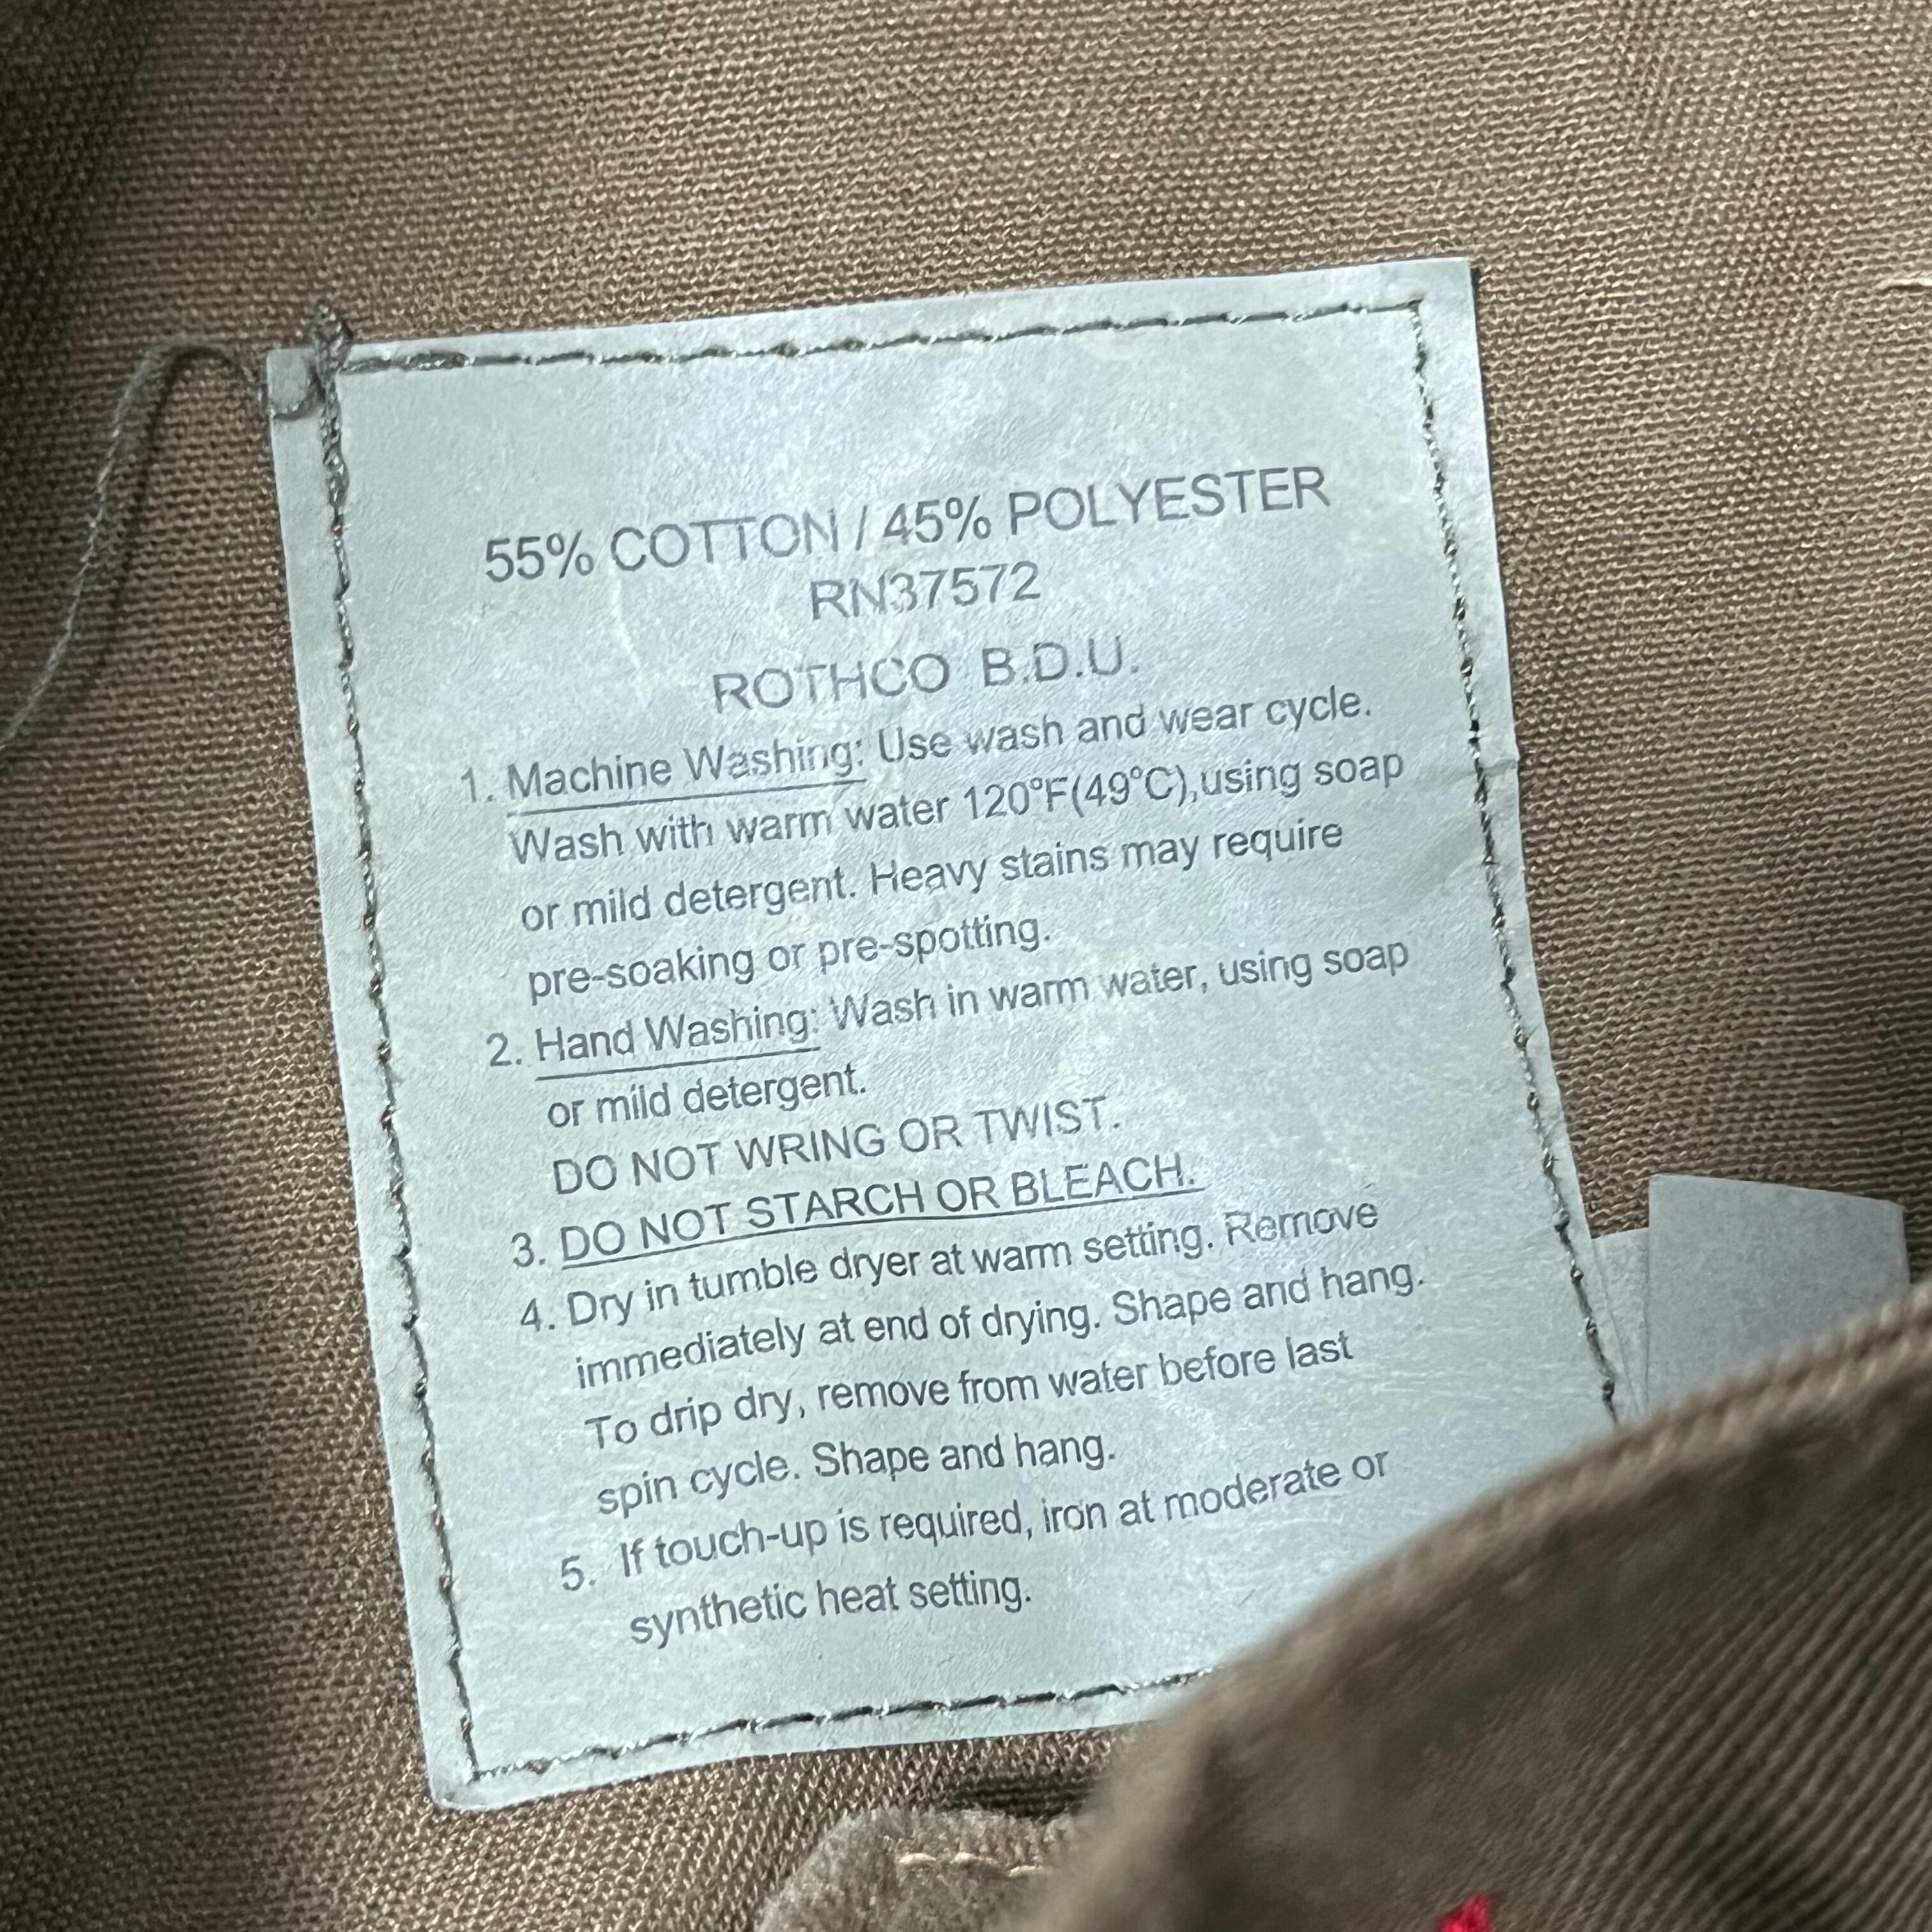 55% COTTON / 45% POLYESTER
RN37572
ROTHCO B.D.U.
1. Machine Washing: Use wash and wear cycle.
Wash with warm water 120°F(49°C),using soap
or mild detergent. Heavy stains may require
pre-soaking or pre-spotting.
2. Hand Washing: Wash in warm water, using soap
or mild detergent.
DO NOT WRING OR TWIST.
3. DO NOT STARCH OR BLEACH.
4. Dry in tumble dryer at warm setting. Remove
immediately at end of drying. Shape and hang.
To drip dry, remove from water before last
spin cycle. Shape and hang.
5. If touch-up is required, iron at moderate or
synthetic heat setting.